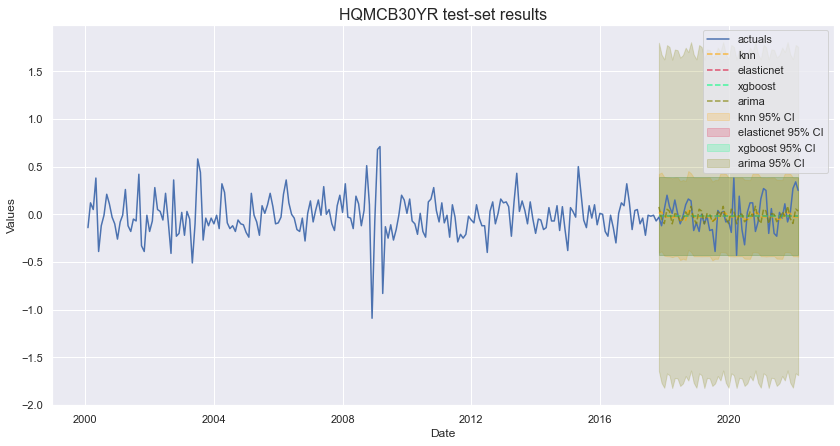 HQMCB30YR test-set results
actuals
knn
elasticnet
xgboost
arima
knn 95% CI
elasticnet 95% CI
xgboost 95% CI
arima 95% CI
Values
1.5
1.0
0.5
0.0
−0.5
−1.0
−1.5
−2.0
2000
2004
2008
2012
2016
2020
Date